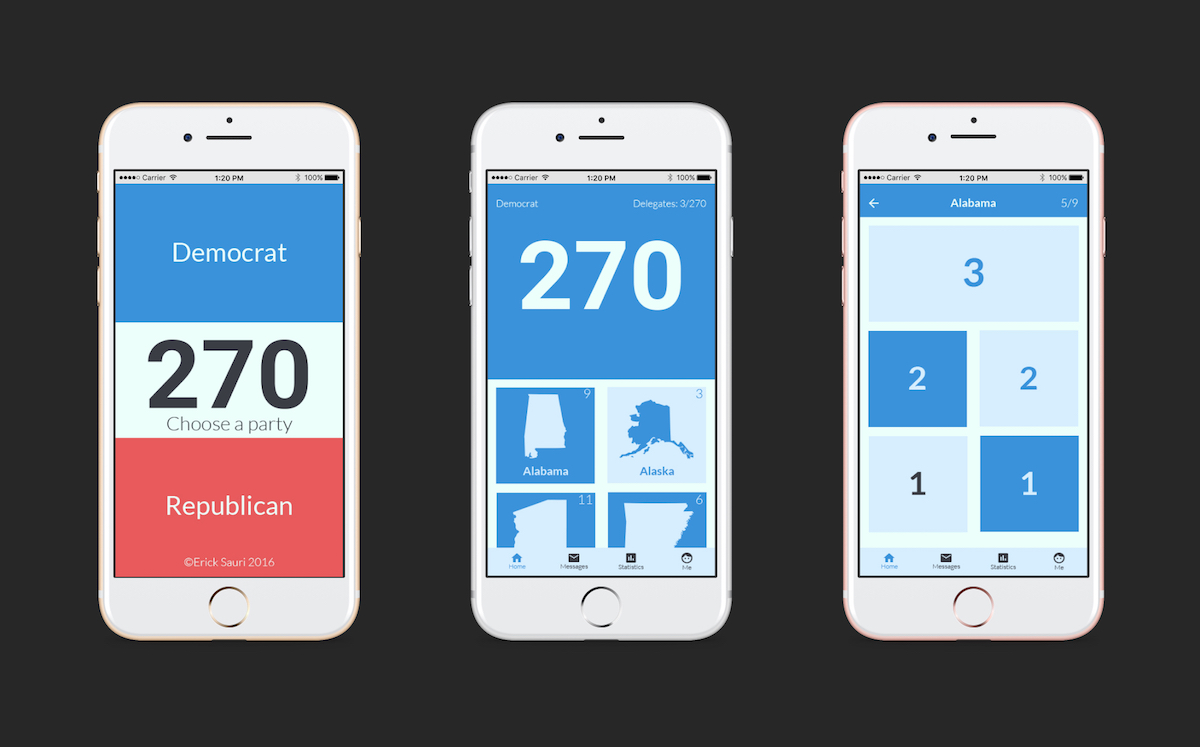 Carrier 1:20 PM 100%
Democrat
270
Choose a party
Republican
©Erick Sauri 2016
Carrier 1:20 PM 100%
Democrat Delegates: 3/270
270
9 3
Alabama Alaska
11 6
Home Messages Statistics Me
Carrier 1:20 PM 100%
Alabama 5/9
3
2 2
1 1
Home Messages Statistics Me